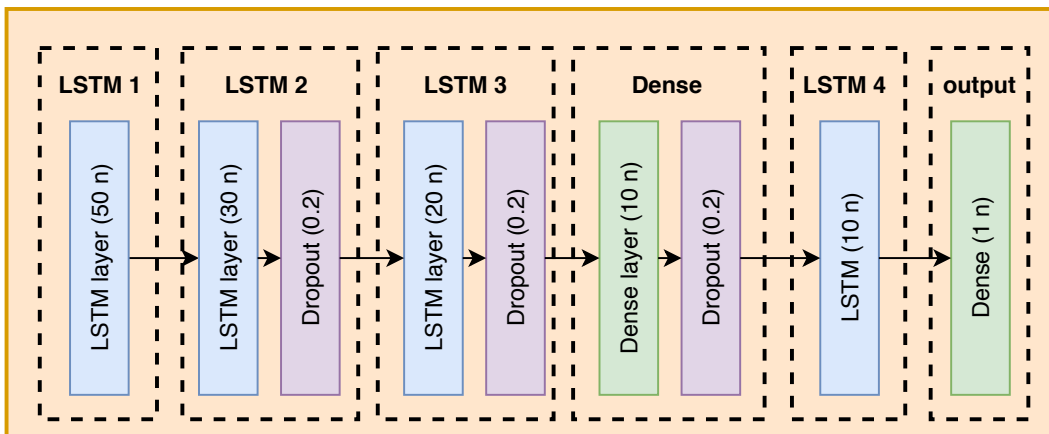 LSTM 1
LSTM layer (50 n)
LSTM 2
LSTM layer (30 n)
Dropout (0.2)
LSTM 3
LSTM layer (20 n)
Dropout (0.2)
Dense
Dense layer (10 n)
Dropout (0.2)
LSTM 4
LSTM (10 n)
output
Dense (1 n)